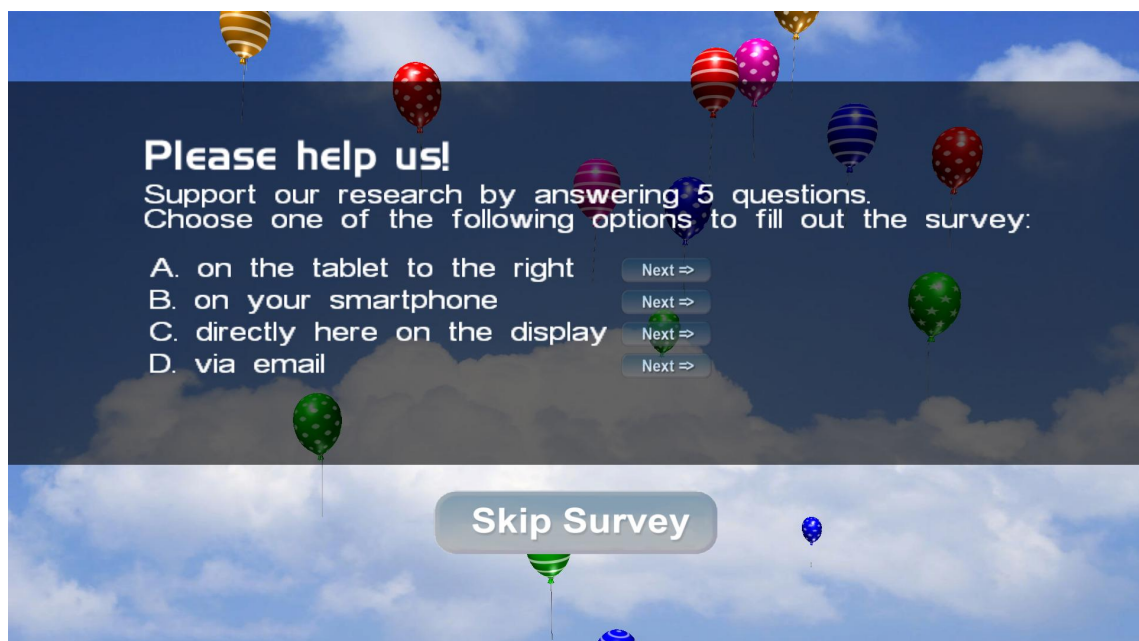 Please help us!
Support our research by answering 5 questions.
Choose one of the following options to fill out the survey:
A. on the tablet to the right Next ⇒
B. on your smartphone Next ⇒
C. directly here on the display Next ⇒
D. via email Next ⇒
Skip Survey